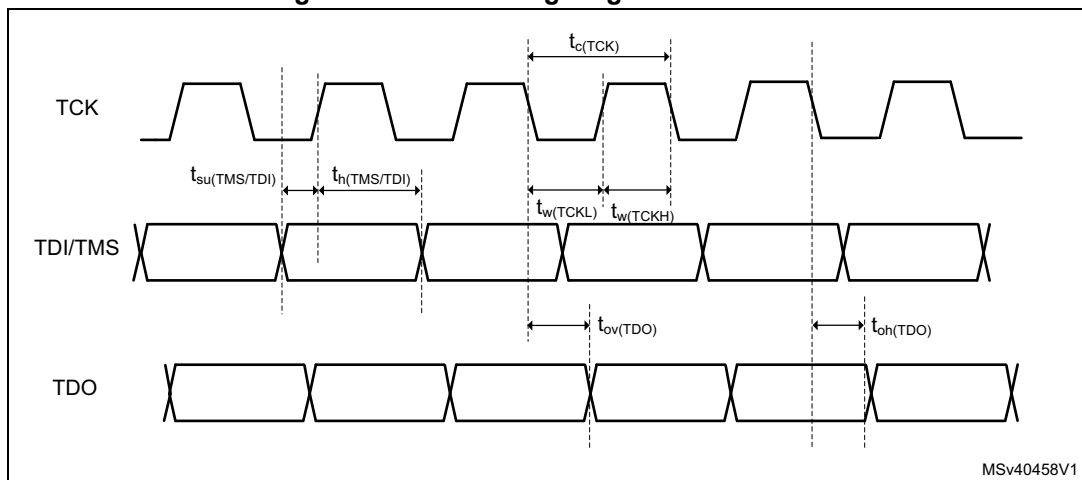 t_c(TCK)
TCK
t_su(TMS/TDI) t_h(TMS/TDI)
t_w(TCKL) t_w(TCKH)
TDI/TMS
t_ov(TDO) t_oh(TDO)
TDO
MSv40458V1